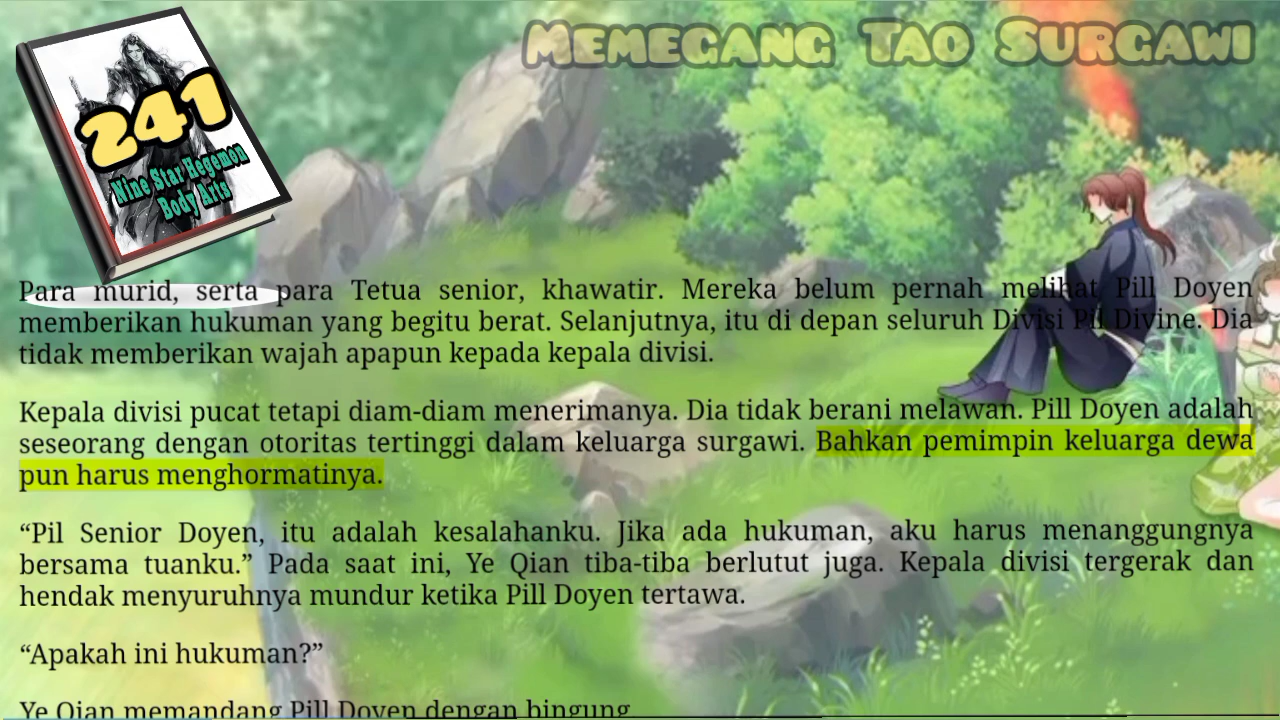 Memegang Tao Surgawi
241
Nine Star Hegemon
Body Arts
Para murid, serta para Tetua senior, khawatir. Mereka belum pernah melihat Pill Doyen
memberikan hukuman yang begitu berat. Selanjutnya, itu di depan seluruh Divisi Pil Divine. Dia
tidak memberikan wajah apapun kepada kepala divisi.
Kepala divisi pucat tetapi diam-diam menerimanya. Dia tidak berani melawan. Pill Doyen adalah
seseorang dengan otoritas tertinggi dalam keluarga surgawi. Bahkan pemimpin keluarga dewa
pun harus menghormatinya.
“Pil Senior Doyen, itu adalah kesalahanku. Jika ada hukuman, aku harus menanggungnya
bersama tuanku.” Pada saat ini, Ye Qian tiba-tiba berlutut juga. Kepala divisi tergerak dan
hendak menyuruhnya mundur ketika Pill Doyen tertawa.
“Apakah ini hukuman?”
Ye Qian memandang Pill Doyen dengan bingung